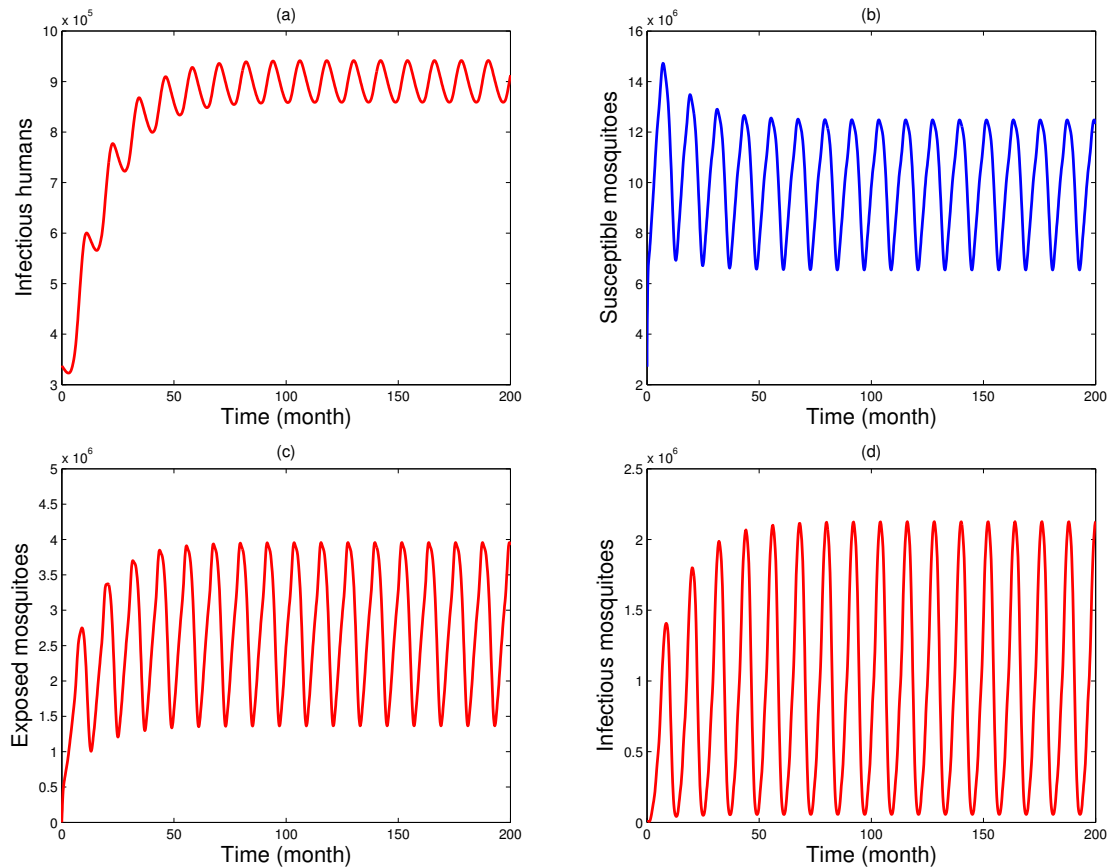 (a)
x 10^5
10
9
8
7
6
5
4
3
0 50 100 150 200
Time (month)
Infectious humans
(b)
x 10^6
16
14
12
10
8
6
4
2
0 50 100 150 200
Time (month)
Susceptible mosquitoes
(c)
x 10^6
5
4.5
4
3.5
3
2.5
2
1.5
1
0.5
0
0 50 100 150 200
Time (month)
Exposed mosquitoes
(d)
x 10^6
2.5
2
1.5
1
0.5
0
0 50 100 150 200
Time (month)
Infectious mosquitoes